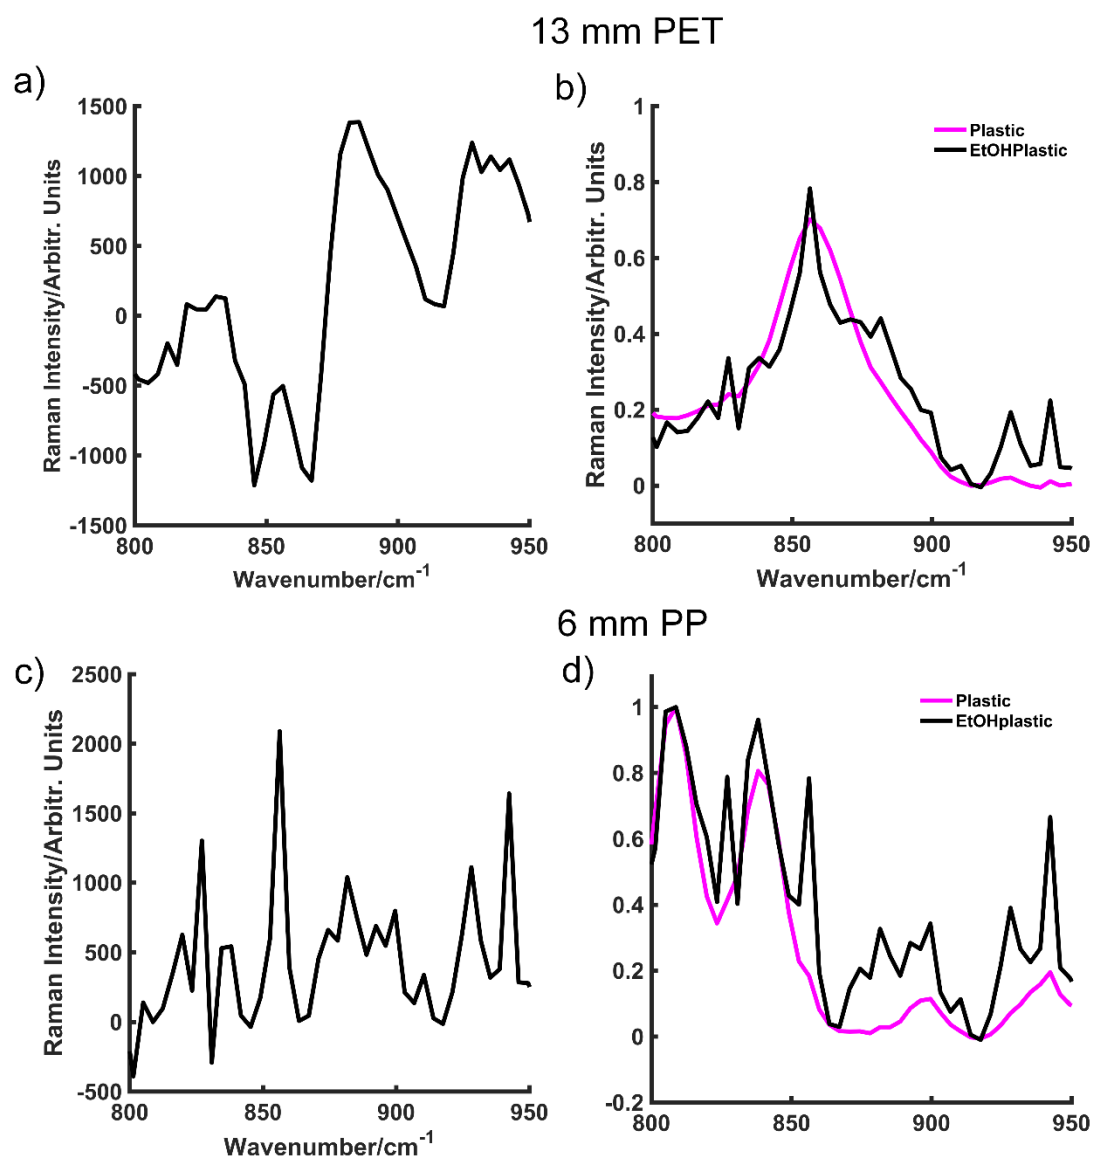 13 mm PET
a)
1500
1000
500
0
-500
-1000
-1500
800
850
900
950
Raman Intensity/Arbitr. Units
Wavenumber/cm-1
b)
1
0.8
0.6
0.4
0.2
0
800
850
900
950
Raman Intensity/Arbitr. Units
Wavenumber/cm-1
Plastic
EtOHPlastic
6 mm PP
c)
2500
2000
1500
1000
500
0
-500
800
850
900
950
Raman Intensity/Arbitr. Units
Wavenumber/cm-1
d)
1
0.8
0.6
0.4
0.2
0
-0.2
800
850
900
950
Plastic
EtOHplastic